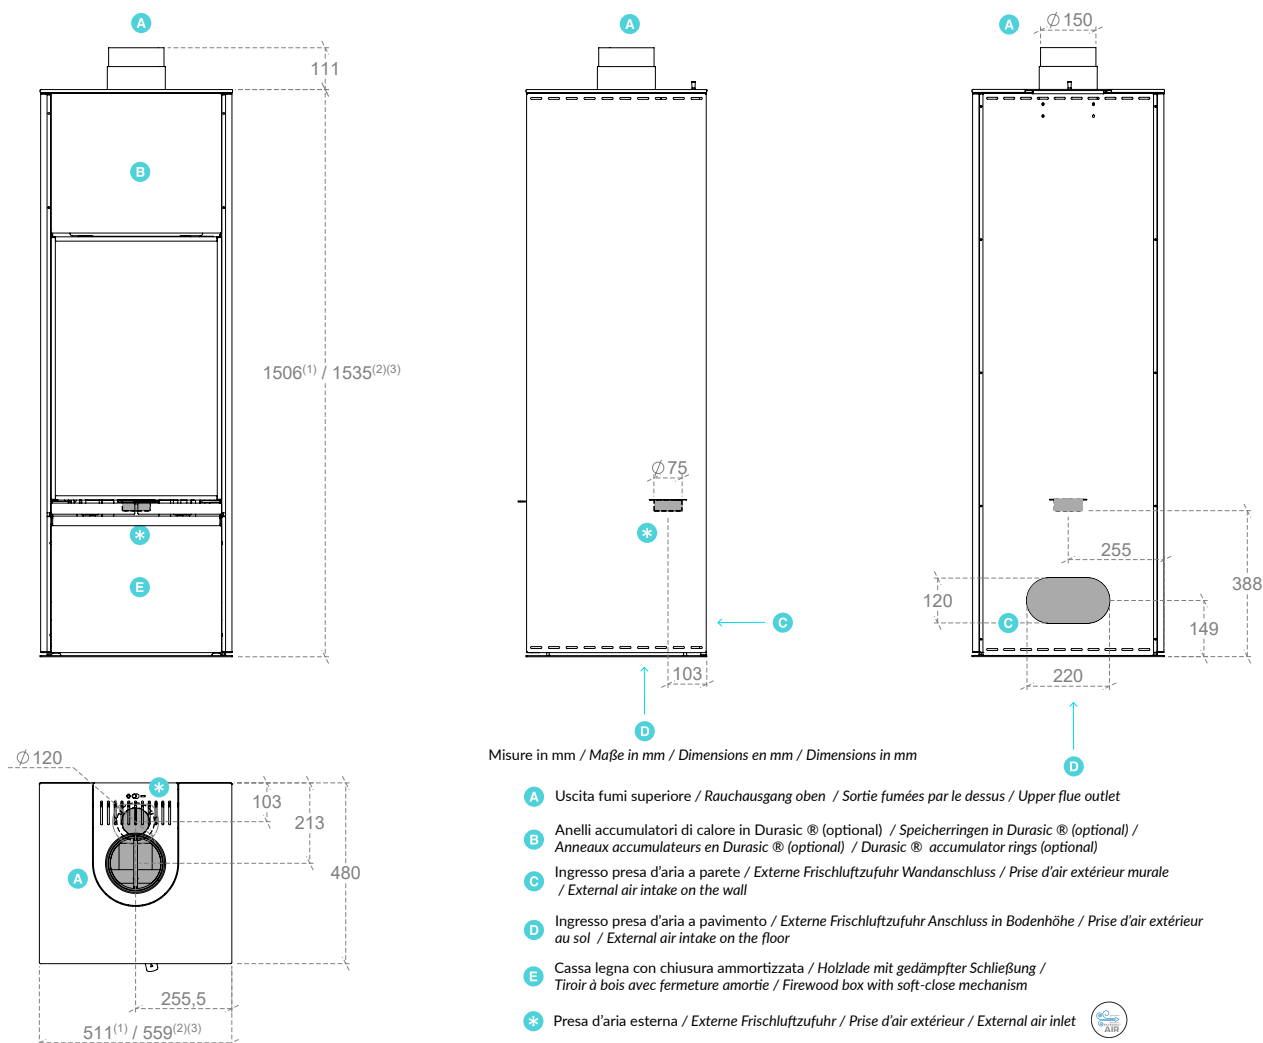 A
A
A
Ø 150
111
B
1506(1) / 1535(2)(3)
Ø 75
*
*
E
255
388
120
C
C
149
103
220
D
D
Misure in mm / Maße in mm / Dimensions en mm / Dimensions in mm
Ø 120
*
103
213
480
A
255,5
511(1) / 559(2)(3)
A Uscita fumi superiore / Rauchausgang oben / Sortie fumées par le dessus / Upper flue outlet
B Anelli accumulatori di calore in Durasic ® (optional) / Speicherringen in Durasic ® (optional) /
Anneaux accumulateurs en Durasic ® (optional) / Durasic ® accumulator rings (optional)
C Ingresso presa d'aria a parete / Externe Frischluftzufuhr Wandanschluss / Prise d'air extérieur murale
/ External air intake on the wall
D Ingresso presa d'aria a pavimento / Externe Frischluftzufuhr Anschluss in Bodenhöhe / Prise d'air extérieur
au sol / External air intake on the floor
E Cassa legna con chiusura ammortizzata / Holzlade mit gedämpfter Schließung /
Tiroir à bois avec fermeture amortie / Firewood box with soft-close mechanism
* Presa d'aria esterna / Externe Frischluftzufuhr / Prise d'air extérieur / External air inlet
AIR